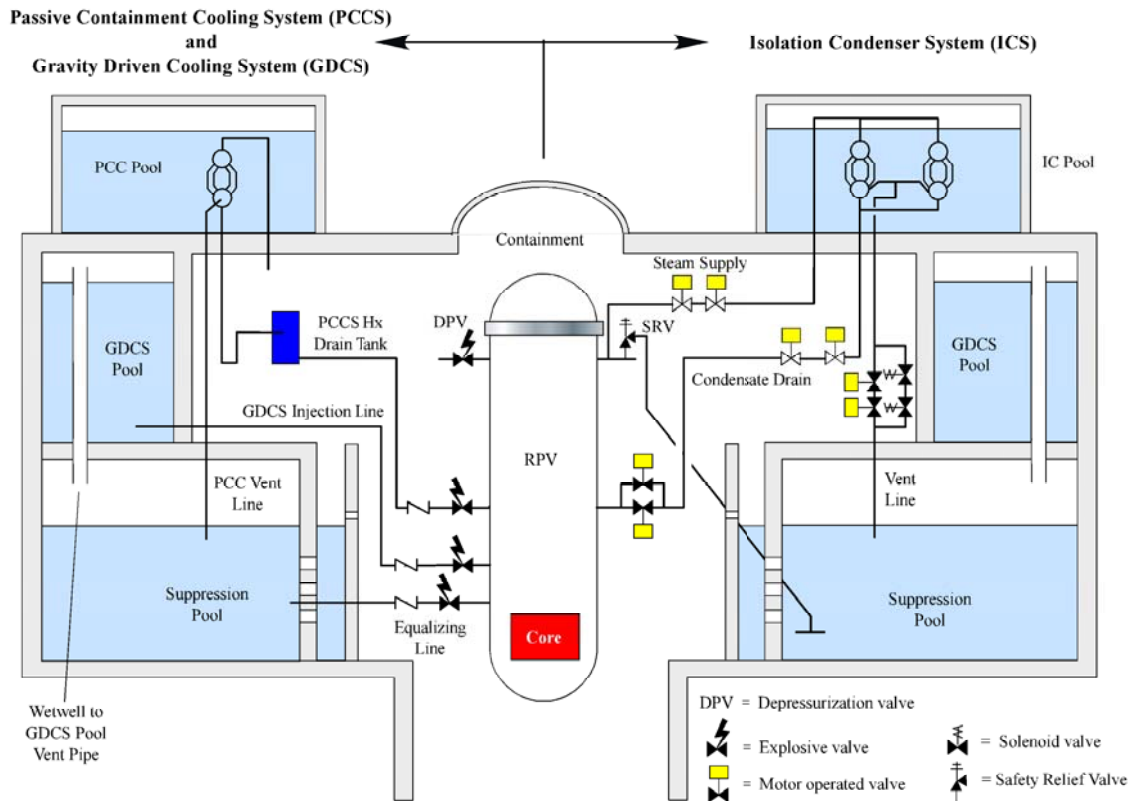 Passive Containment Cooling System (PCCS)
and
Gravity Driven Cooling System (GDCS)
Isolation Condenser System (ICS)
PCC Pool
IC Pool
Containment
Steam Supply
DPV
SRV
PCCS Hx
Drain Tank
GDCS
Pool
GDCS
Pool
Condensate Drain
GDCS Injection Line
RPV
PCC Vent
Line
Vent
Line
Suppression
Pool
Suppression
Pool
Equalizing
Line
Core
Wetwell to
GDCS Pool
Vent Pipe
DPV = Depressurization valve
= Explosive valve
= Solenoid valve
= Motor operated valve
= Safety Relief Valve